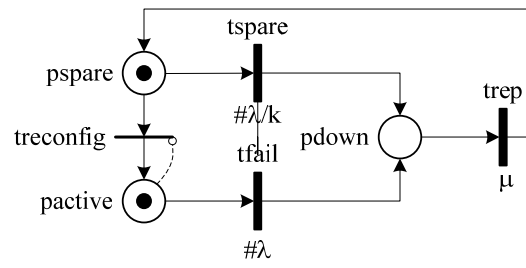 tspare
pspare
trep
#λ/k
pdown
treconfig
tfail
μ
pactive
#λ